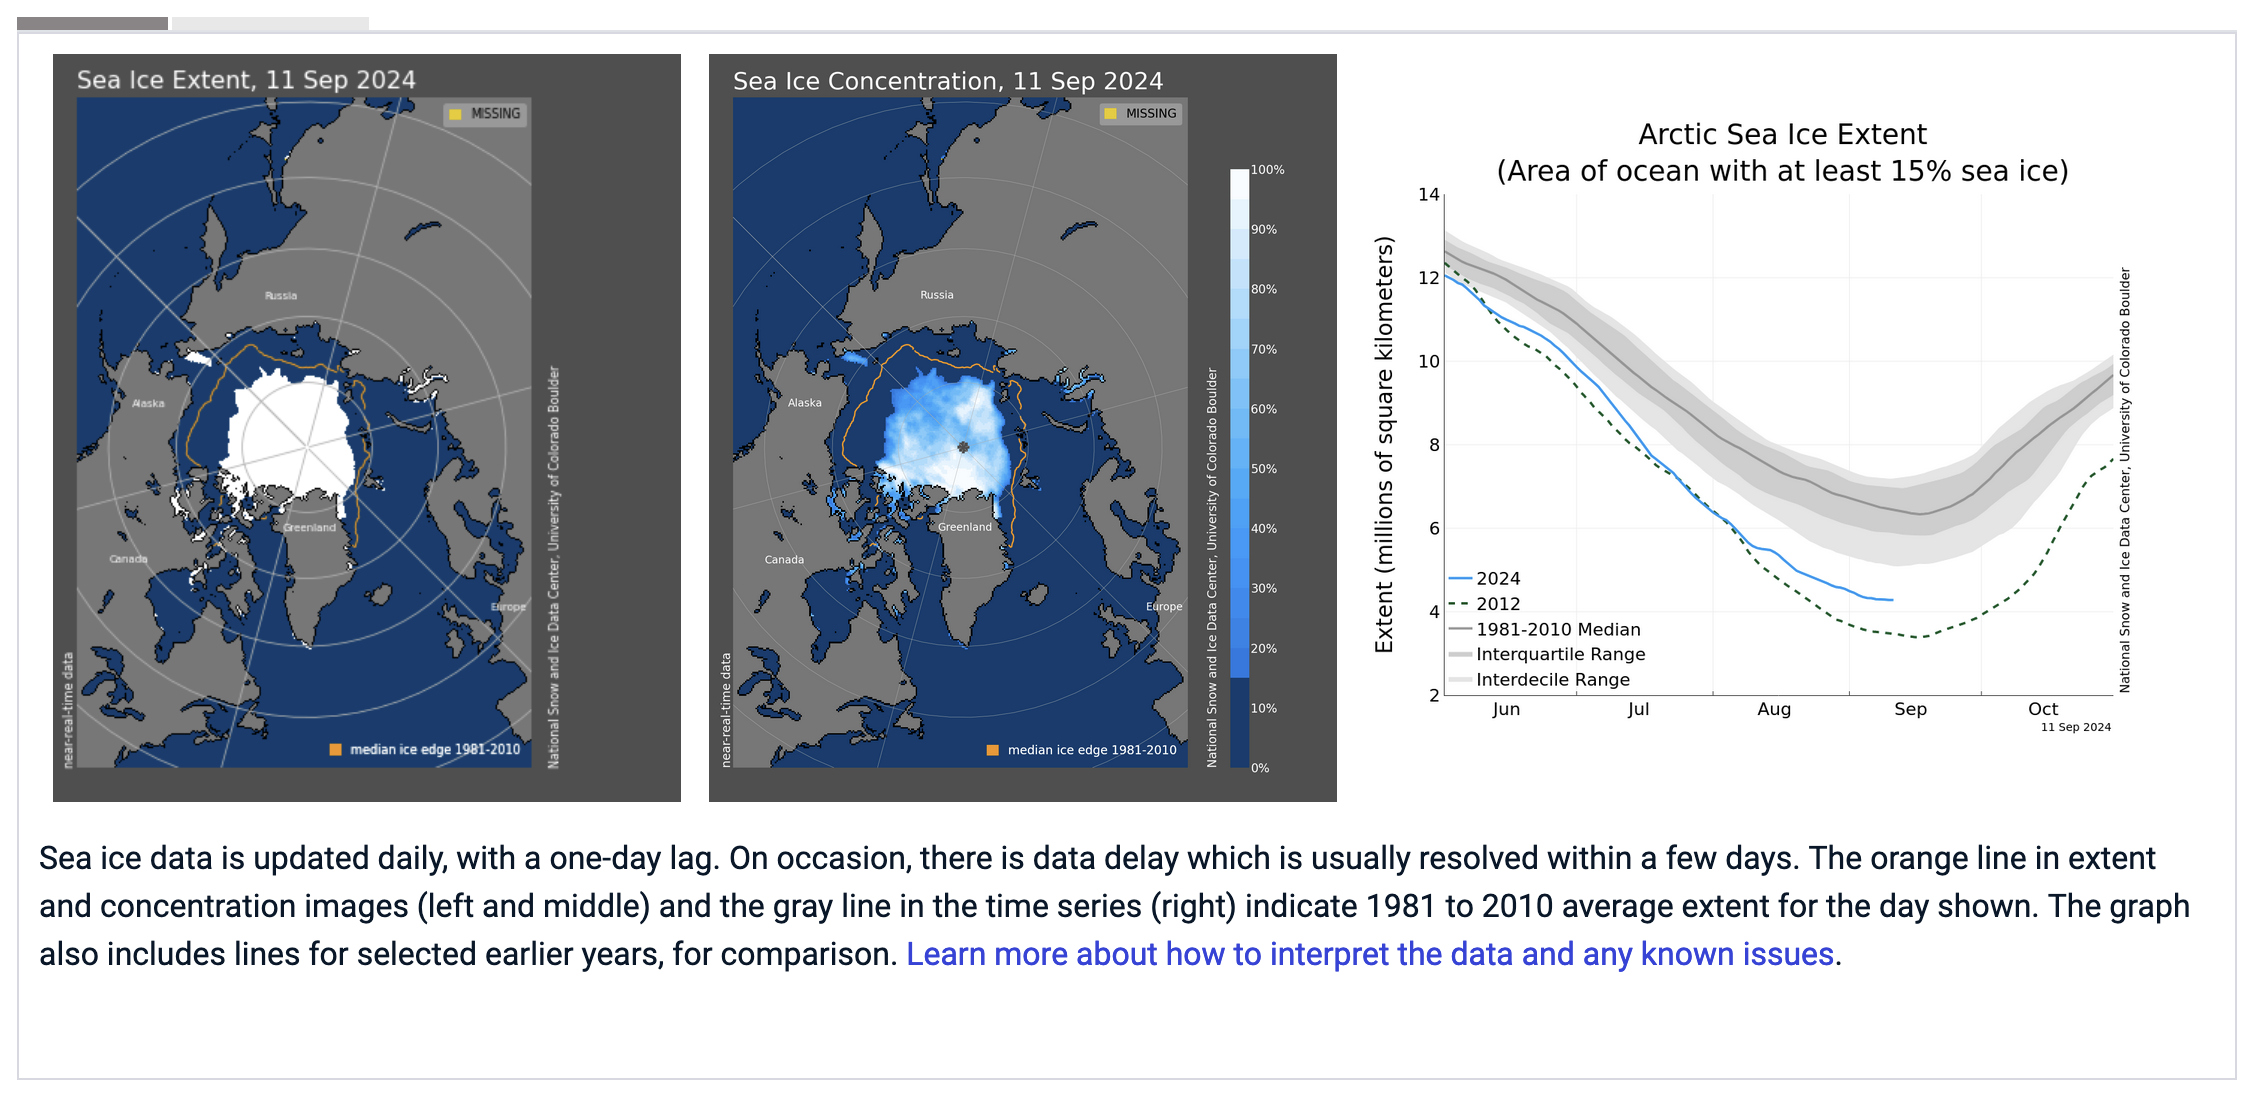 Sea Ice Extent, 11 Sep 2024
MISSING
Russia
Alaska
Greenland
Canada
Europe
near-real-time data
median ice edge 1981-2010
National Snow and Ice Data Center, University of Colorado Boulder
Sea Ice Concentration, 11 Sep 2024
MISSING
Russia
Alaska
Greenland
Canada
Europe
near-real-time data
median ice edge 1981-2010
National Snow and Ice Data Center, University of Colorado Boulder
100%
90%
80%
70%
60%
50%
40%
30%
20%
10%
0%
Arctic Sea Ice Extent
(Area of ocean with at least 15% sea ice)
Extent (millions of square kilometers)
14
12
10
8
6
4
2
2024
2012
1981-2010 Median
Interquartile Range
Interdecile Range
Jun Jul Aug Sep Oct
11 Sep 2024
National Snow and Ice Data Center, University of Colorado Boulder
Sea ice data is updated daily, with a one-day lag. On occasion, there is data delay which is usually resolved within a few days. The orange line in extent
and concentration images (left and middle) and the gray line in the time series (right) indicate 1981 to 2010 average extent for the day shown. The graph
also includes lines for selected earlier years, for comparison. Learn more about how to interpret the data and any known issues.